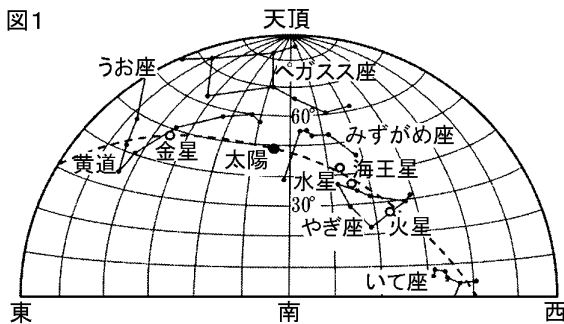 図1
天頂
うお座
ペガスス座
60°
みずがめ座
黄道
金星
太陽
海王星
水星
30°
やぎ座
火星
いて座
東
南
西